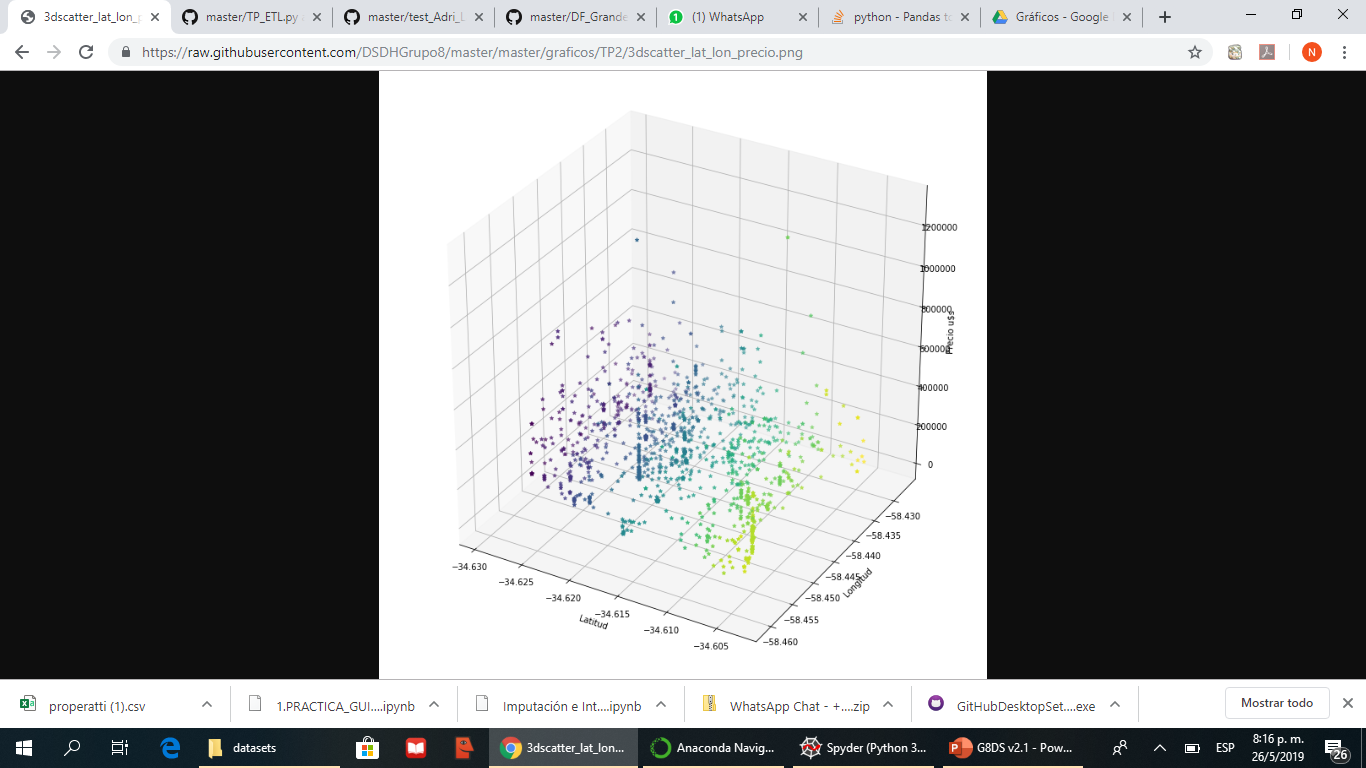 3dscatter_lat_lon_p
master/TP_ETL.py
master/test_Adri_L
master/DF_Grande
(1) WhatsApp
python - Pandas to
Gráficos - Google
https://raw.githubusercontent.com/DSDHGrupo8/master/master/graficos/TP2/3dscatter_lat_lon_precio.png
N
1200000
1000000
800000
600000
400000
200000
0
Precio u$s
−58.430
−58.435
−58.440
−58.445
−58.450
−58.455
−58.460
Longitud
−34.630
−34.625
−34.620
−34.615
−34.610
−34.605
Latitud
properatti (1).csv
1.PRACTICA_GUI....ipynb
Imputación e Int....ipynb
WhatsApp Chat - +....zip
GitHubDesktopSet....exe
Mostrar todo
datasets
3dscatter_lat_lon...
Anaconda Navig...
Spyder (Python 3...
G8DS v2.1 - Pow...
ESP
8:16 p. m.
26/5/2019
26